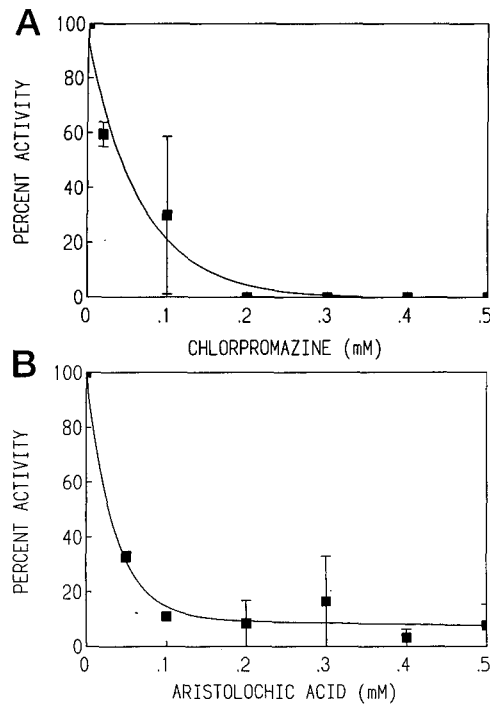 A
100
80
60
40
20
0
PERCENT ACTIVITY
0 .1 .2 .3 .4 .5
CHLORPROMAZINE (mM)
B
100
80
60
40
20
0
PERCENT ACTIVITY
0 .1 .2 .3 .4 .5
ARISTOLOCHIC ACID (mM)